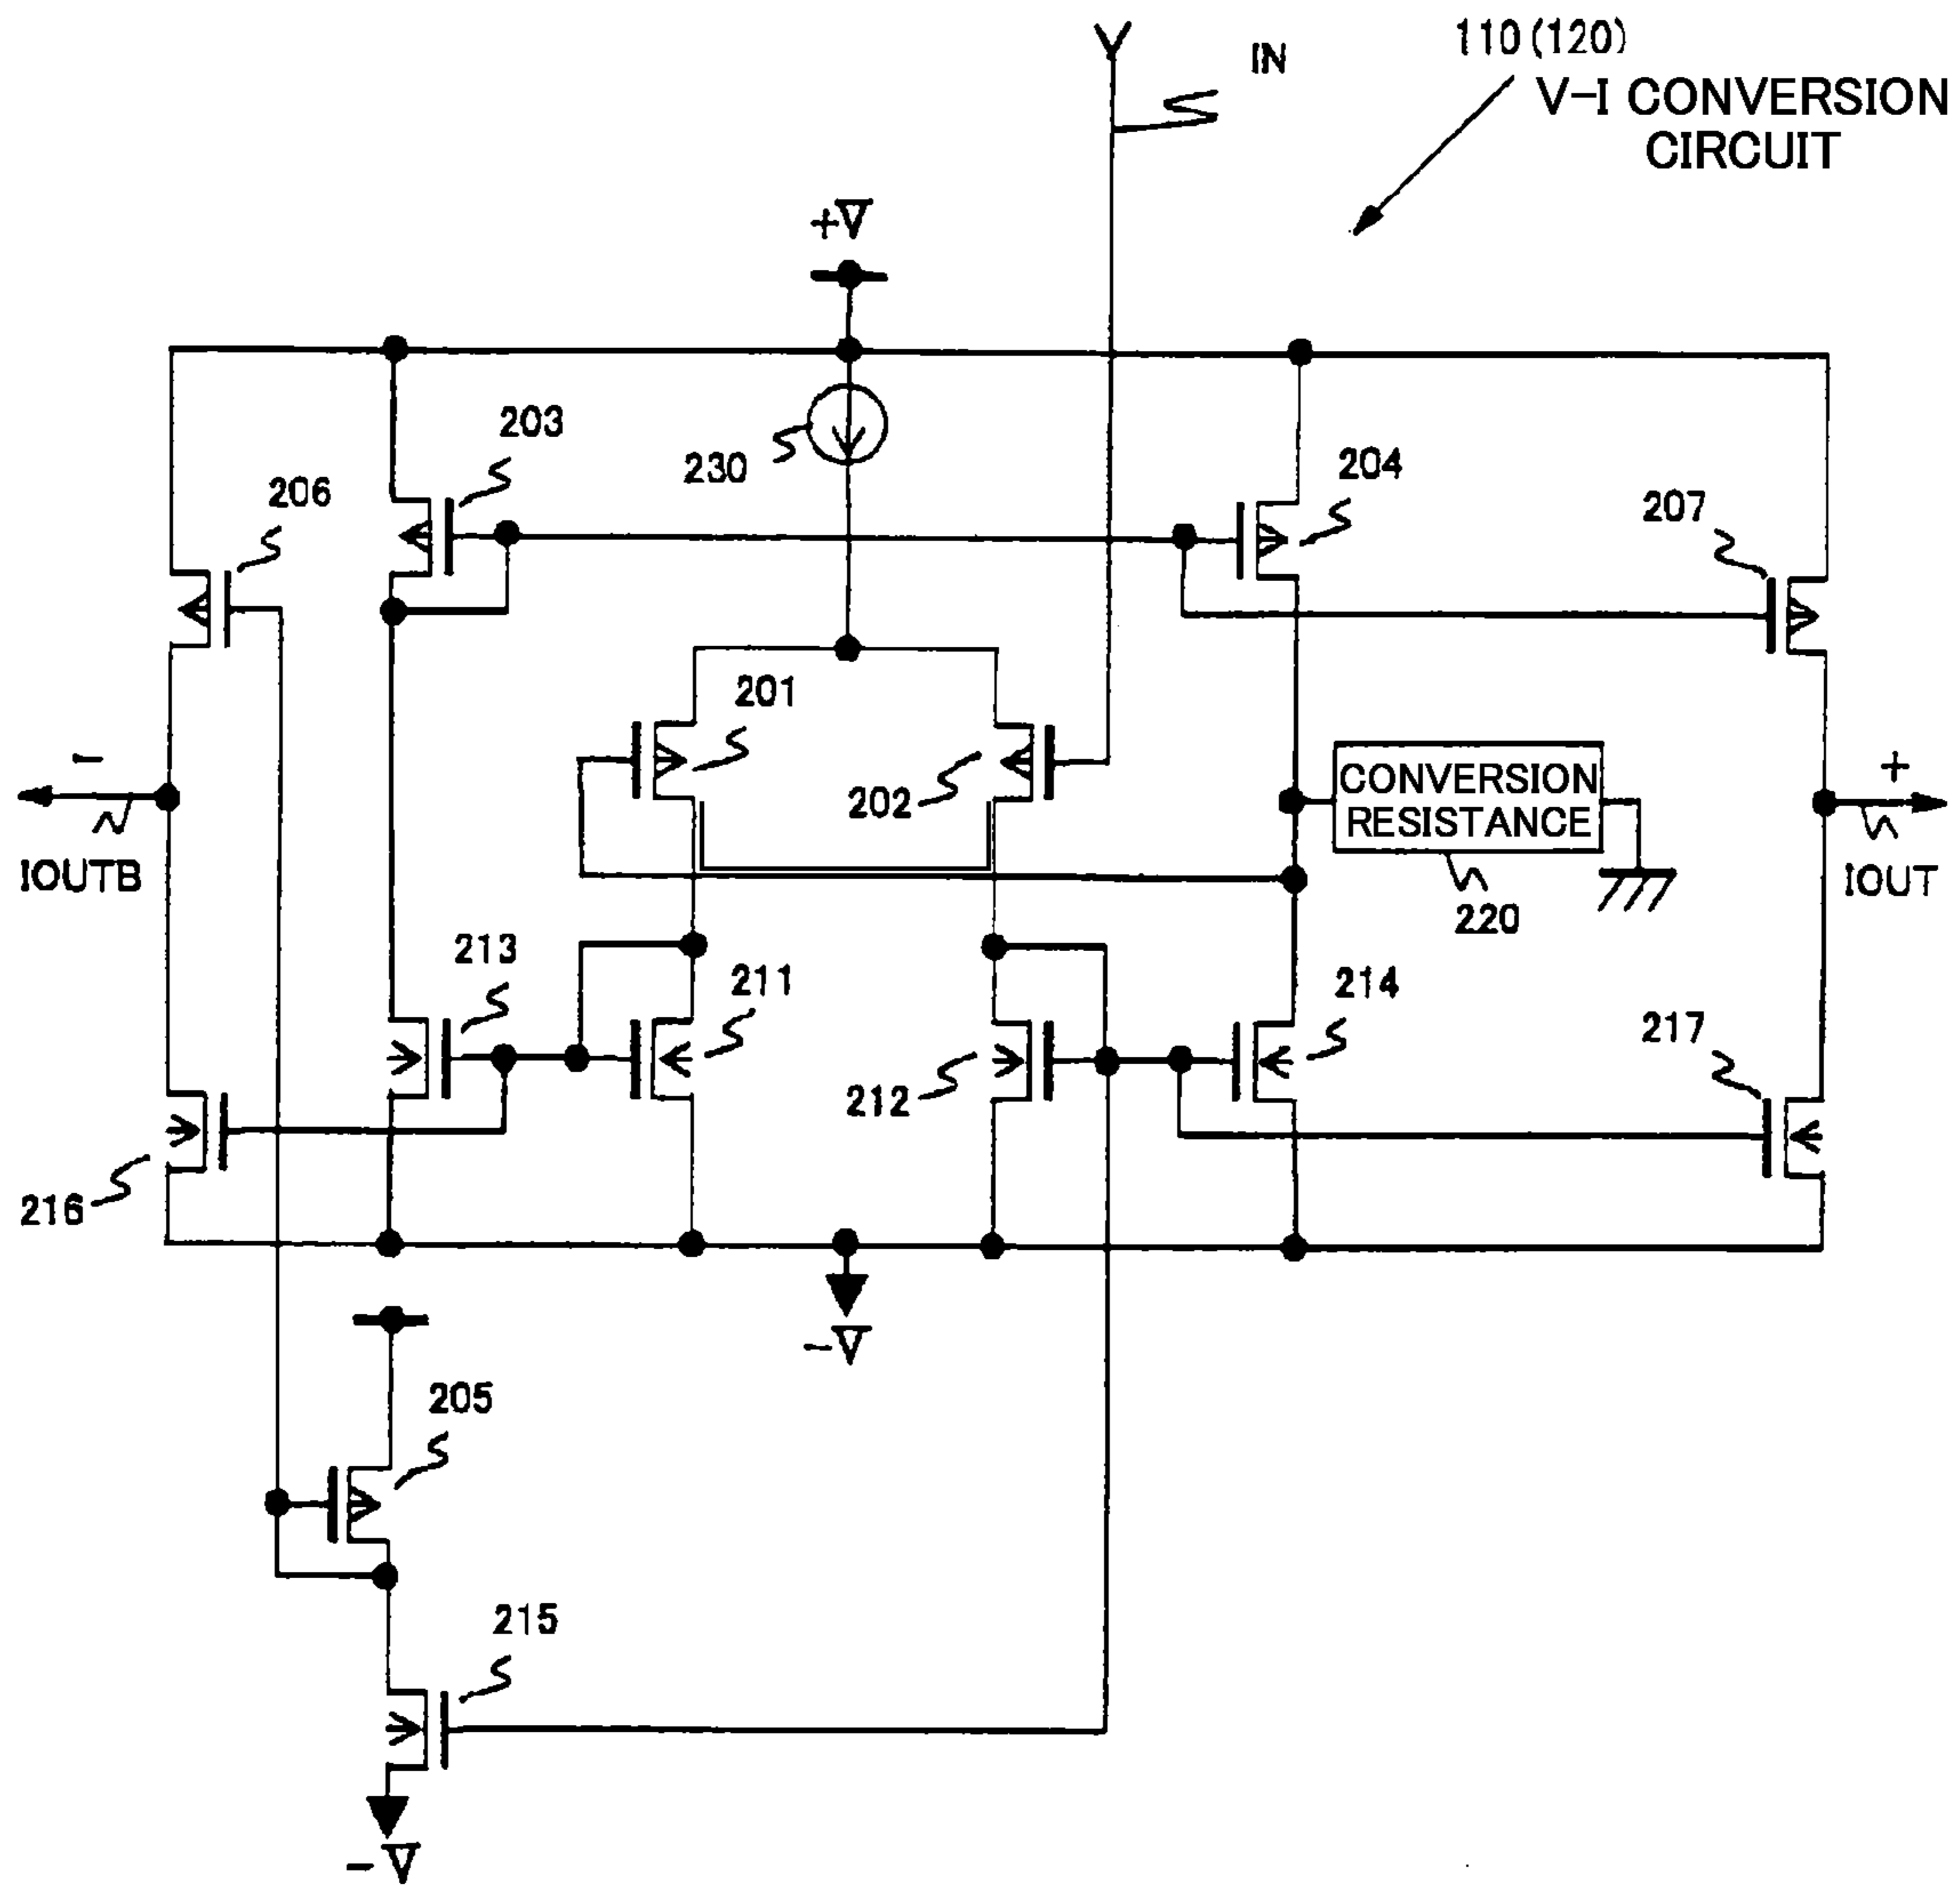 110(120)
V-I CONVERSION
CIRCUIT
IN
+V
203
230
204
206
207
201
202
CONVERSION
RESISTANCE
-
IOUTB
+
IOUT
220
213
211
214
217
212
216
-V
205
215
-V